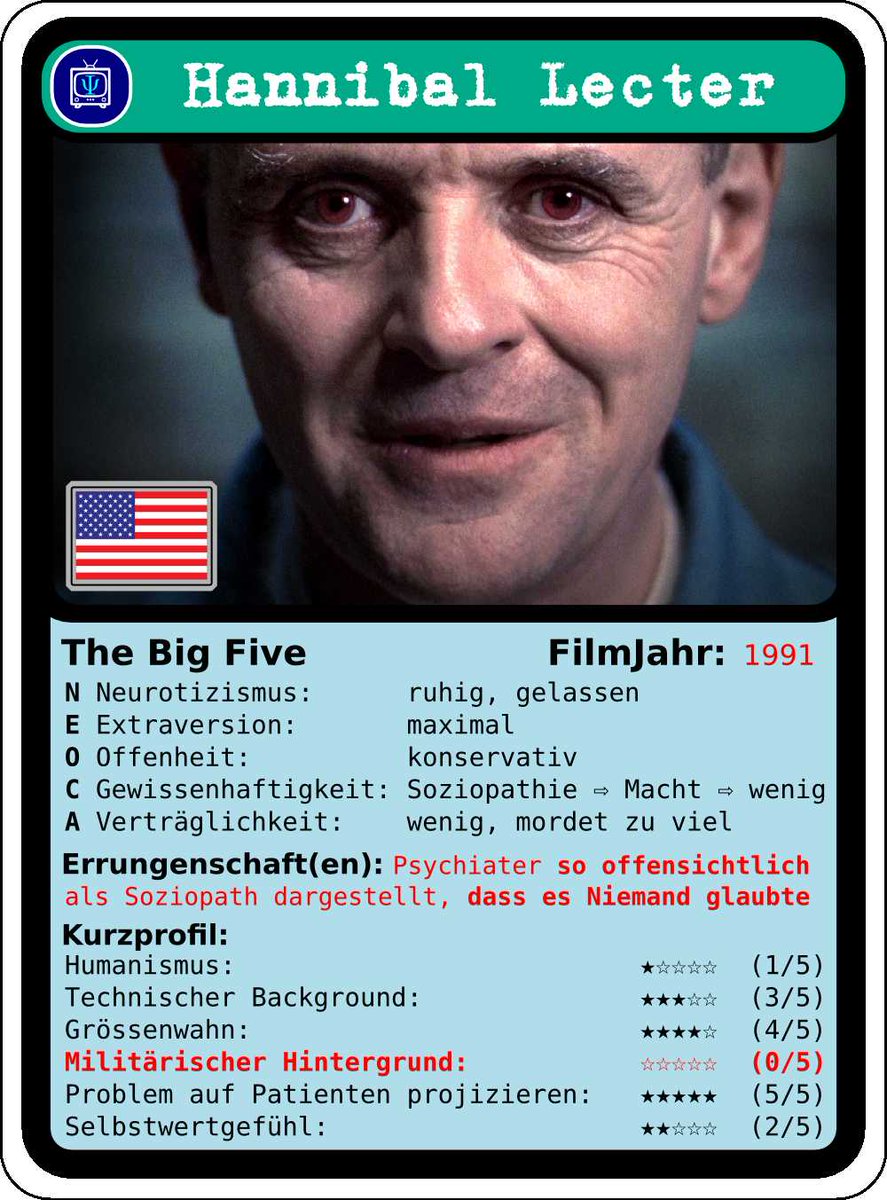 Ψ
Hannibal Lecter
The Big Five FilmJahr: 1991
N Neurotizismus: ruhig, gelassen
E Extraversion: maximal
O Offenheit: konservativ
C Gewissenhaftigkeit: Soziopathie ⇨ Macht ⇨ wenig
A Verträglichkeit: wenig, mordet zu viel
Errungenschaft(en): Psychiater so offensichtlich
als Soziopath dargestellt, dass es Niemand glaubte
Kurzprofil:
Humanismus: ★☆☆☆☆ (1/5)
Technischer Background: ★★★☆☆ (3/5)
Grössenwahn: ★★★★☆ (4/5)
Militärischer Hintergrund: ☆☆☆☆☆ (0/5)
Problem auf Patienten projizieren: ★★★★★ (5/5)
Selbstwertgefühl: ★★☆☆☆ (2/5)